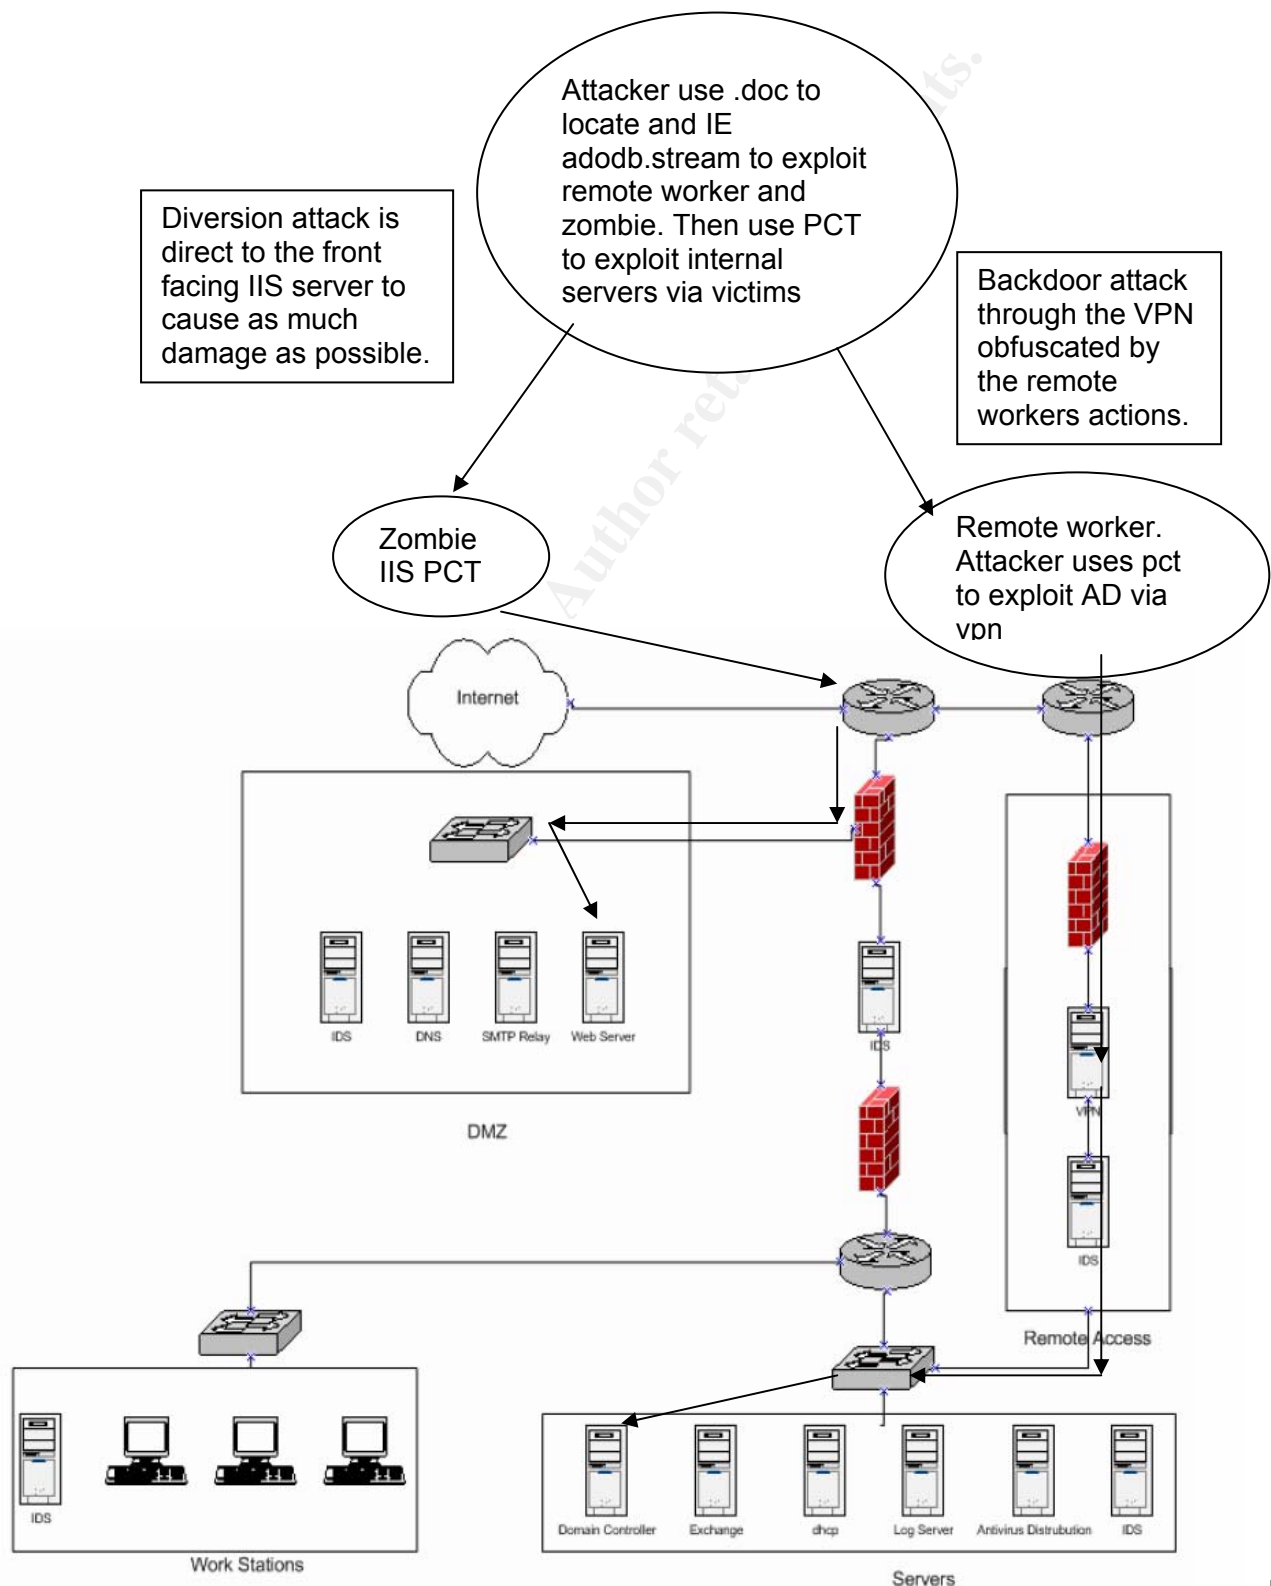 Attacker use .doc to
locate and IE
adodb.stream to exploit
remote worker and
zombie. Then use PCT
to exploit internal
servers via victims
Diversion attack is
direct to the front
facing IIS server to
cause as much
damage as possible.
Backdoor attack
through the VPN
obfuscated by
the remote
workers actions.
Zombie
IIS PCT
Remote worker.
Attacker uses pct
to exploit AD via
vpn
Author ret
ts.
Internet
IDS
DNS
SMTP Relay
Web Server
DMZ
IDS
VPN
IDS
Remote Access
IDS
Work Stations
Domain Controller
Exchange
dhcp
Log Server
Antivirus Distrubution
IDS
Servers